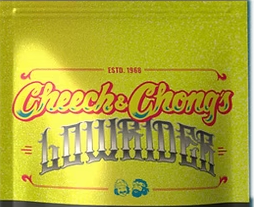 ESTD. 1968
Cheech & Chong's
LOWRIDER